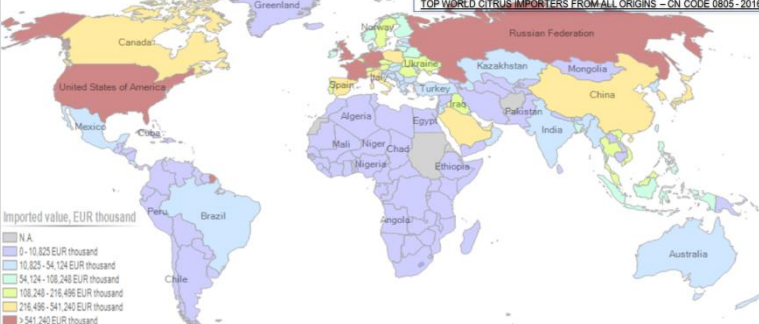 TOP WORLD CITRUS IMPORTERS FROM ALL ORIGINS – CN CODE 0805 - 2016
Greenland
Norway
Russian Federation
Canada
Ukraine
Kazakhstan
Mongolia
United States of America
Italy
Spain
Turkey
China
Iraq
Pakistan
Mexico
Cuba
Algeria
Egypt
India
Mali
Niger
Chad
Nigeria
Ethiopia
Peru
Brazil
Angola
Australia
Chile
Imported value, EUR thousand
N.A.
0 - 10,825 EUR thousand
10,825 - 54,124 EUR thousand
54,124 - 108,248 EUR thousand
108,248 - 216,496 EUR thousand
216,496 - 541,240 EUR thousand
>541,240 EUR thousand